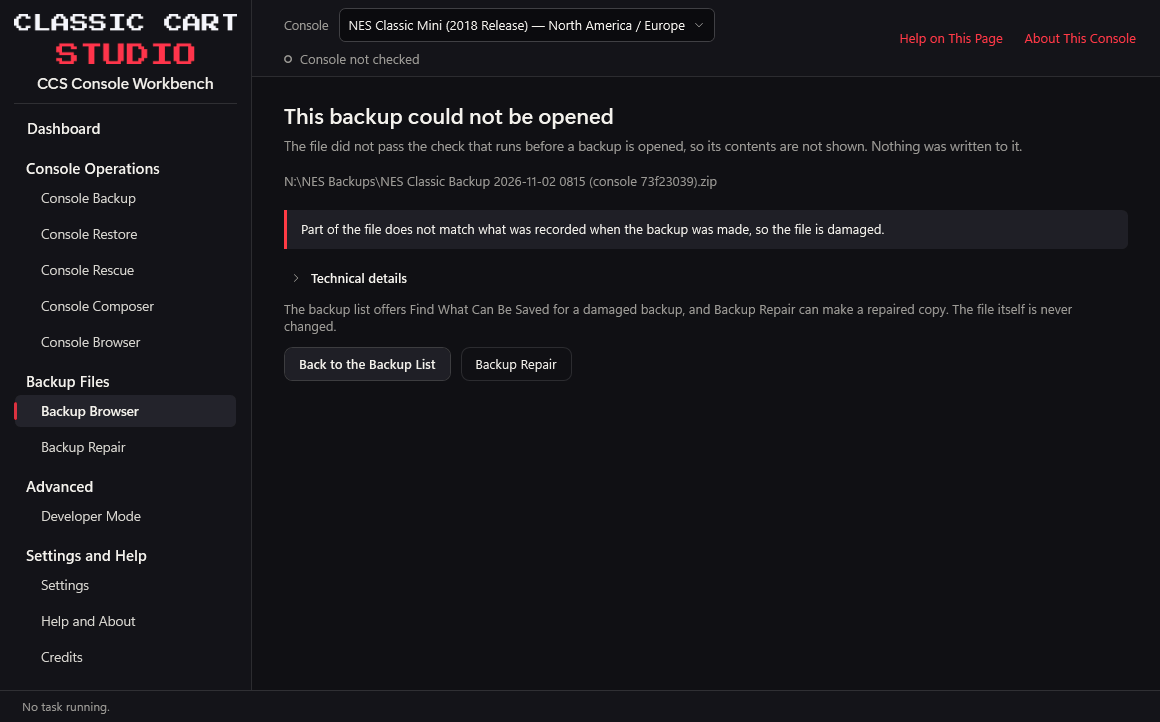 CLASSIC CART
STUDIO
CCS Console Workbench
Dashboard
Console Operations
Console Backup
Console Restore
Console Rescue
Console Composer
Console Browser
Backup Files
Backup Browser
Backup Repair
Advanced
Developer Mode
Settings and Help
Settings
Help and About
Credits
Console
NES Classic Mini (2018 Release) — North America / Europe
Console not checked
Help on This Page
About This Console
This backup could not be opened
The file did not pass the check that runs before a backup is opened, so its contents are not shown. Nothing was written to it.
N:\NES Backups\NES Classic Backup 2026-11-02 0815 (console 73f23039).zip
Part of the file does not match what was recorded when the backup was made, so the file is damaged.
Technical details
The backup list offers Find What Can Be Saved for a damaged backup, and Backup Repair can make a repaired copy. The file itself is never
changed.
Back to the Backup List
Backup Repair
No task running.